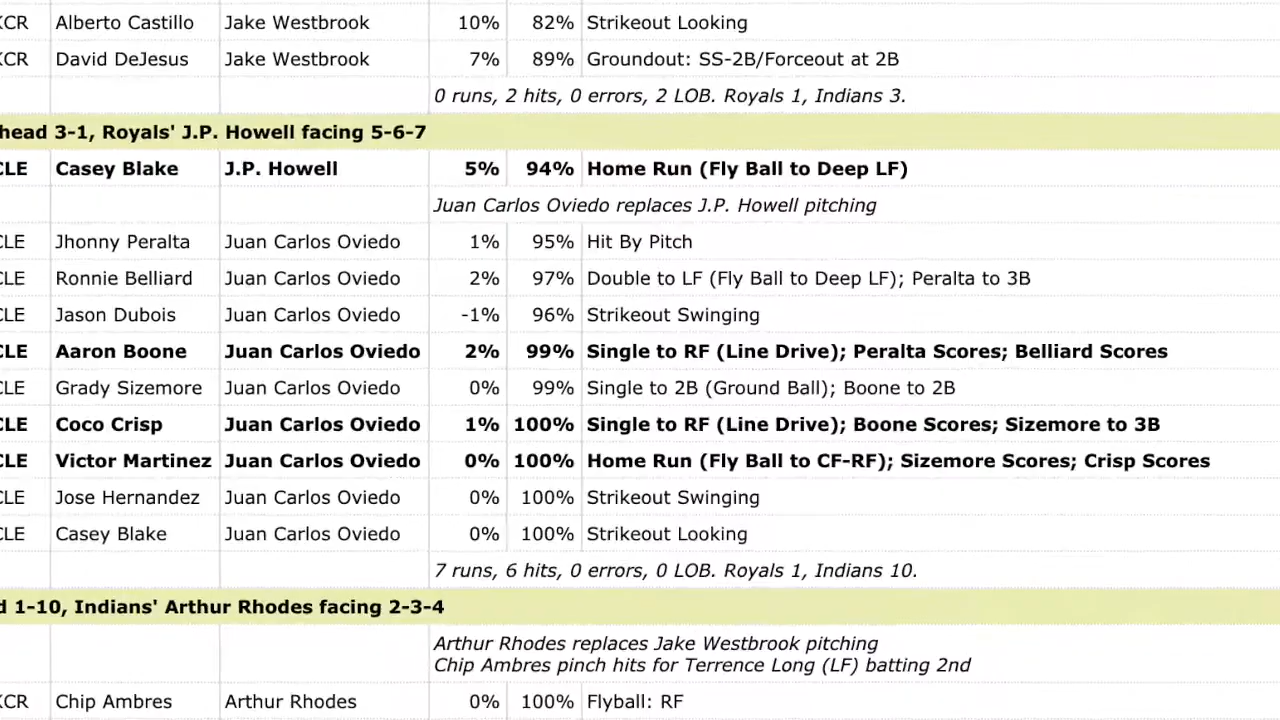 KCR Alberto Castillo Jake Westbrook 10% 82% Strikeout Looking
KCR David DeJesus Jake Westbrook 7% 89% Groundout: SS-2B/Forceout at 2B
0 runs, 2 hits, 0 errors, 2 LOB. Royals 1, Indians 3.
head 3-1, Royals' J.P. Howell facing 5-6-7
CLE Casey Blake J.P. Howell 5% 94% Home Run (Fly Ball to Deep LF)
Juan Carlos Oviedo replaces J.P. Howell pitching
CLE Jhonny Peralta Juan Carlos Oviedo 1% 95% Hit By Pitch
CLE Ronnie Belliard Juan Carlos Oviedo 2% 97% Double to LF (Fly Ball to Deep LF); Peralta to 3B
CLE Jason Dubois Juan Carlos Oviedo -1% 96% Strikeout Swinging
CLE Aaron Boone Juan Carlos Oviedo 2% 99% Single to RF (Line Drive); Peralta Scores; Belliard Scores
CLE Grady Sizemore Juan Carlos Oviedo 0% 99% Single to 2B (Ground Ball); Boone to 2B
CLE Coco Crisp Juan Carlos Oviedo 1% 100% Single to RF (Line Drive); Boone Scores; Sizemore to 3B
CLE Victor Martinez Juan Carlos Oviedo 0% 100% Home Run (Fly Ball to CF-RF); Sizemore Scores; Crisp Scores
CLE Jose Hernandez Juan Carlos Oviedo 0% 100% Strikeout Swinging
CLE Casey Blake Juan Carlos Oviedo 0% 100% Strikeout Looking
7 runs, 6 hits, 0 errors, 0 LOB. Royals 1, Indians 10.
d 1-10, Indians' Arthur Rhodes facing 2-3-4
Arthur Rhodes replaces Jake Westbrook pitching
Chip Ambres pinch hits for Terrence Long (LF) batting 2nd
KCR Chip Ambres Arthur Rhodes 0% 100% Flyball: RF